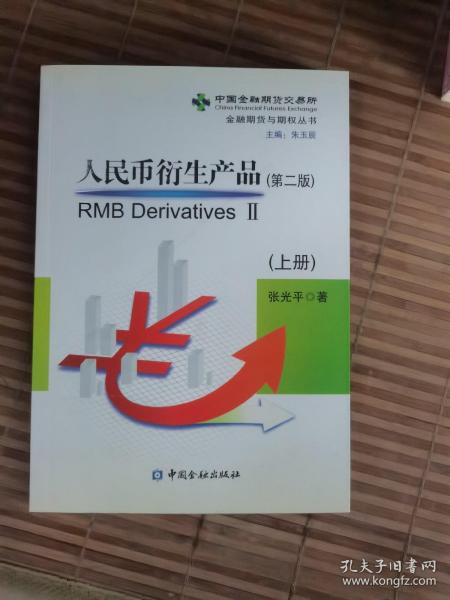 中国金融期货交易所
China Financial Futures Exchange
金融期货与期权丛书
主编：朱玉辰
人民币衍生产品(第二版)
RMB Derivatives Ⅱ
(上册)
张光平◎著
中国金融出版社
孔夫子旧书网
www.kongfz.com